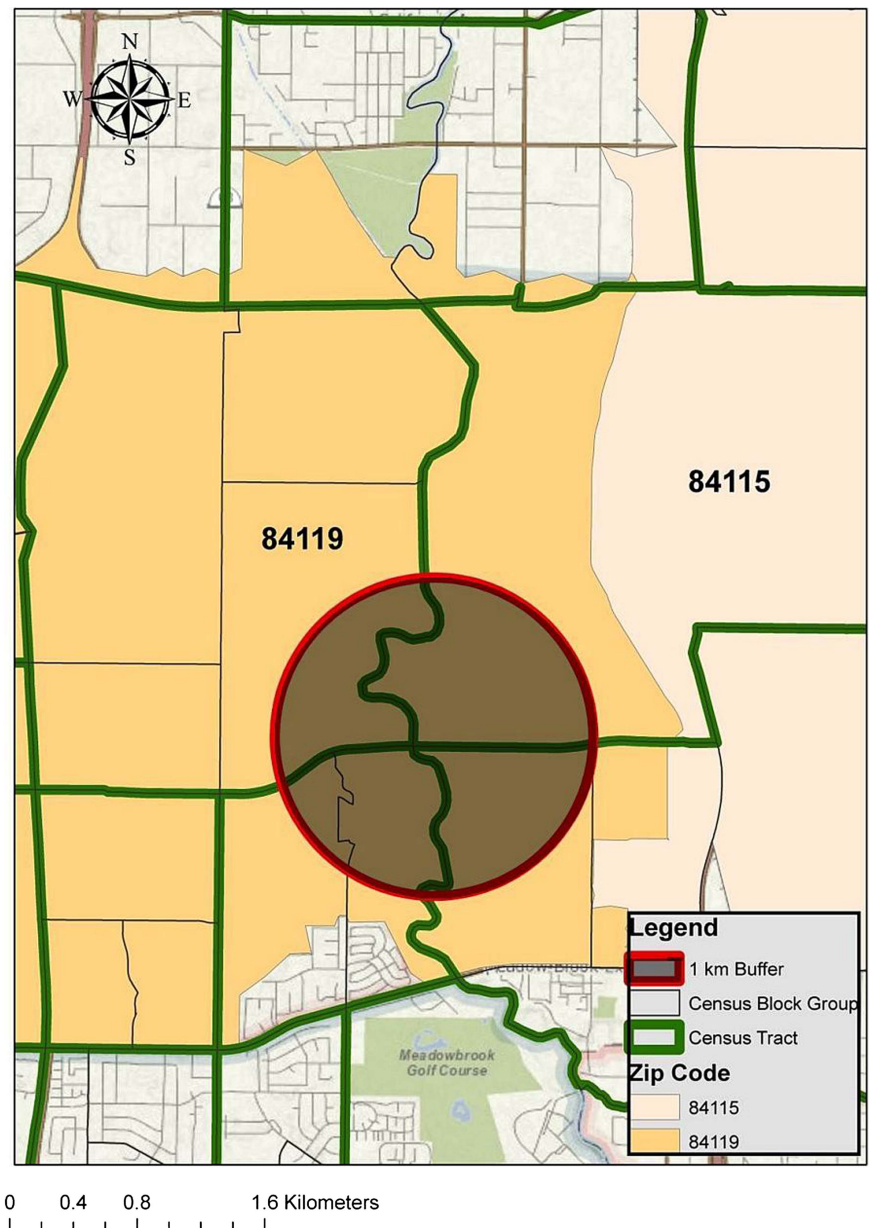 N
W E
S
84115
84119
Legend
1 km Buffer
Census Block Group
Census Tract
Zip Code
84115
84119
Meadowbrook
Golf Course
0 0.4 0.8 1.6 Kilometers